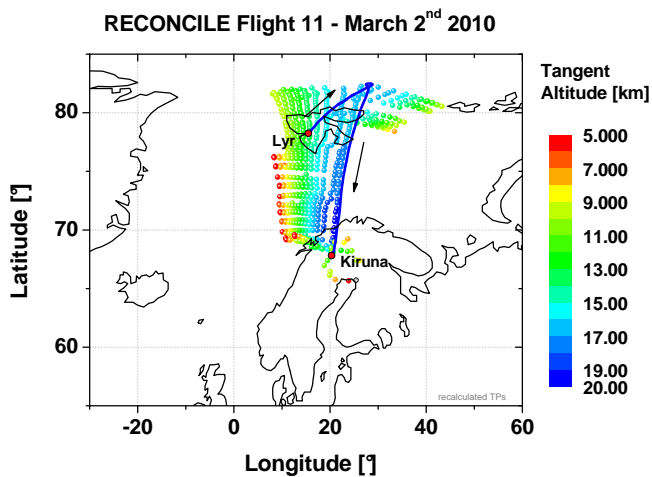 RECONCILE Flight 11 - March 2nd 2010
Tangent
Altitude [km]
5.000
7.000
9.000
11.00
13.00
15.00
17.00
19.00
20.00
80
70
60
Latitude [°]
Lyr
Kiruna
recalculated TPs
-20
0
20
40
60
Longitude [°]